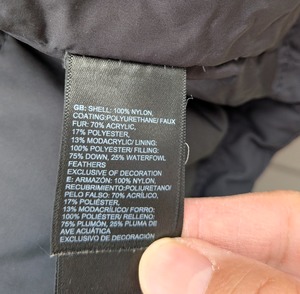 GB: SHELL: 100% NYLON,
COATING:POLYURETHANE/ FAUX
FUR: 70% ACRYLIC,
17% POLYESTER,
13% MODACRYLIC/ LINING:
100% POLYESTER/ FILLING:
75% DOWN, 25% WATERFOWL
FEATHERS
EXCLUSIVE OF DECORATION
E: ARMAZÓN: 100% NYLON,
RECUBRIMIENTO:POLIURETANO/
PELO FALSO: 70% ACRÍLICO,
17% POLIÉSTER,
13% MODACRÍLICO/ FORRO:
100% POLIÉSTER/ RELLENO:
75% PLUMÓN, 25% PLUMA DE
AVE ACUÁTICA
EXCLUSIVO DE DECORACIÓN